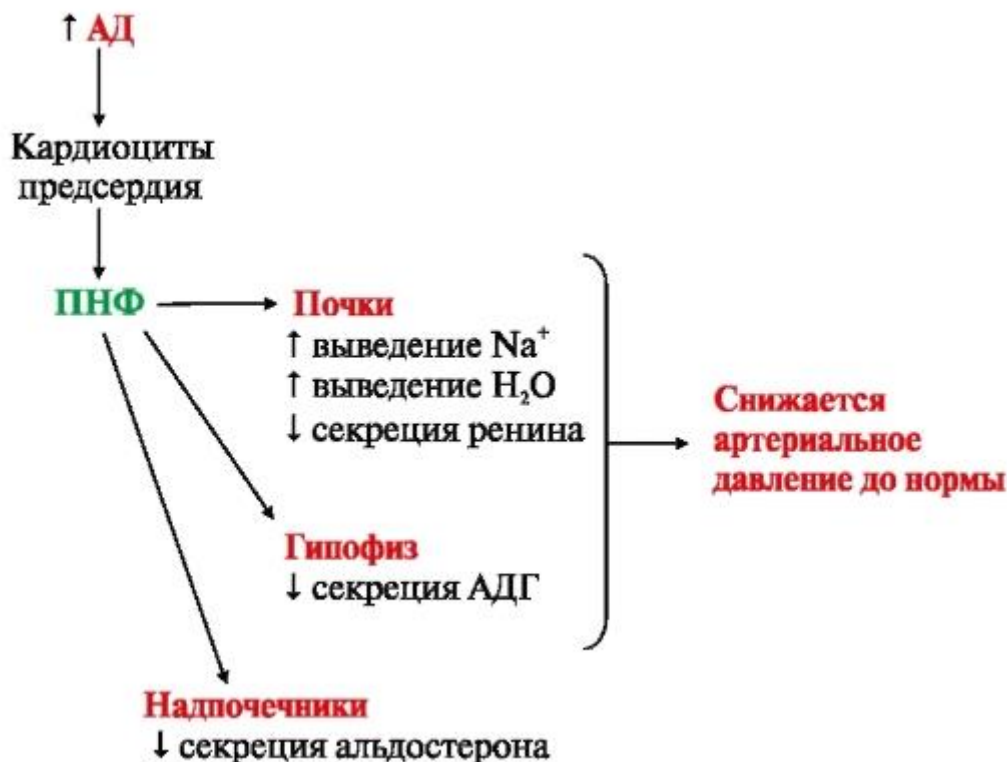 ↑ АД
Кардиоциты
предсердия
ПНФ
Почки
↑ выведение Na⁺
↑ выведение H₂O
↓ секреция ренина
Гипофиз
↓ секреция АДГ
Надпочечники
↓ секреция альдостерона
Снижается
артериальное
давление до нормы